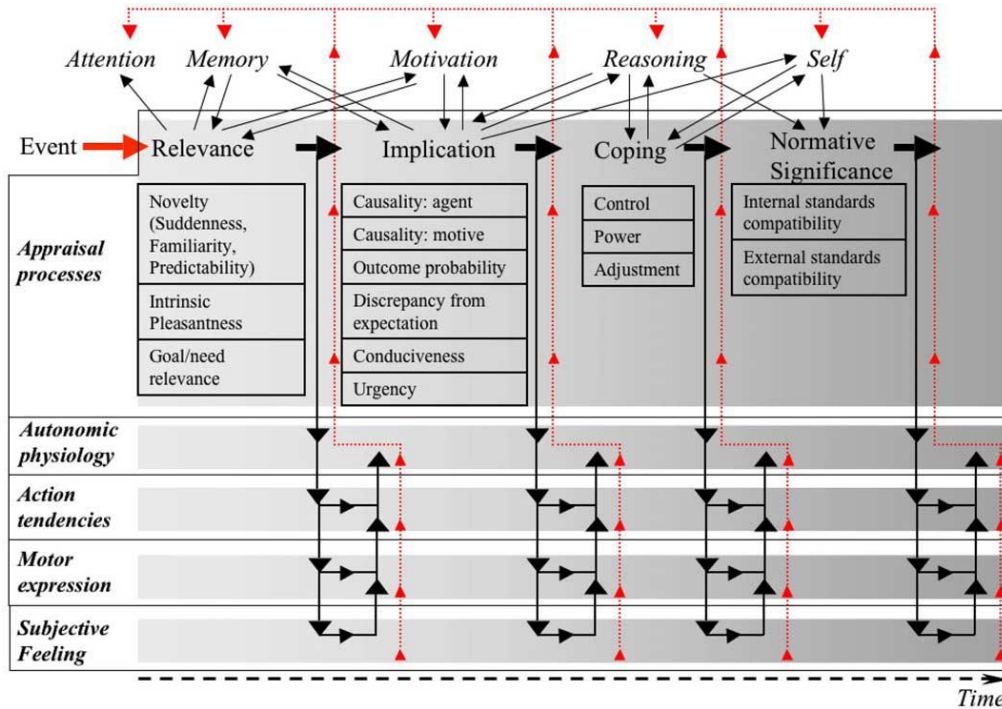 Attention Memory Motivation Reasoning Self
Event Relevance Implication Coping Normative
Significance
Appraisal
processes
Novelty
(Suddenness,
Familiarity,
Predictability)
Intrinsic
Pleasantness
Goal/need
relevance
Causality: agent
Causality: motive
Outcome probability
Discrepancy from
expectation
Conduciveness
Urgency
Control
Power
Adjustment
Internal standards
compatibility
External standards
compatibility
Autonomic
physiology
Action
tendencies
Motor
expression
Subjective
Feeling
Time